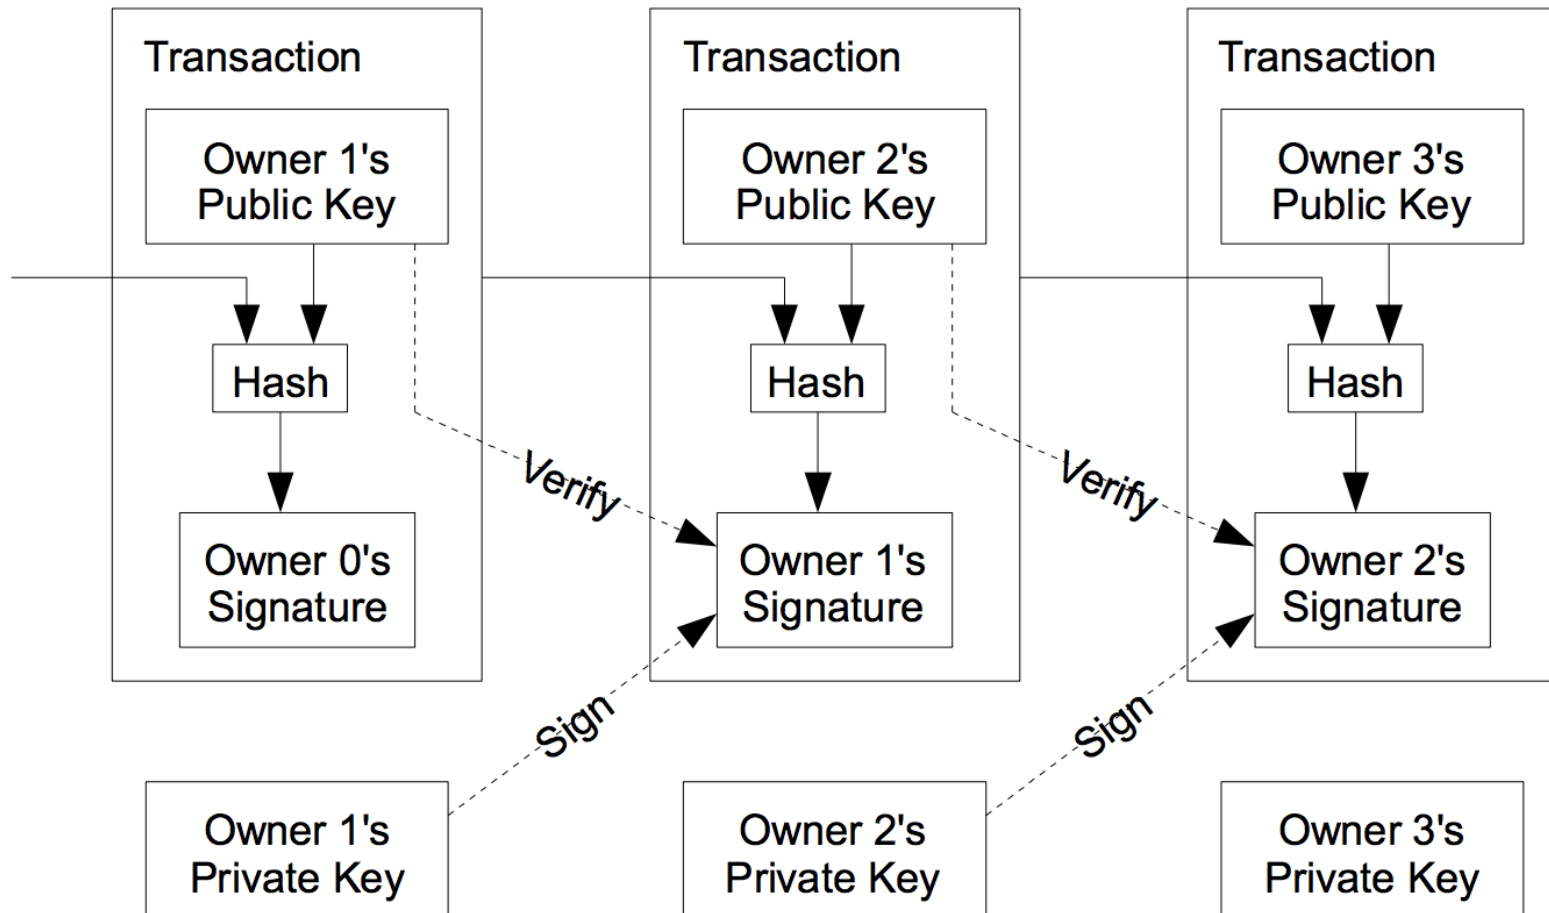 Transaction
Transaction
Transaction
Owner 1's
Public Key
Owner 2's
Public Key
Owner 3's
Public Key
Hash
Hash
Hash
Verify
Verify
Owner 0's
Signature
Owner 1's
Signature
Owner 2's
Signature
Sign
Sign
Owner 1's
Private Key
Owner 2's
Private Key
Owner 3's
Private Key